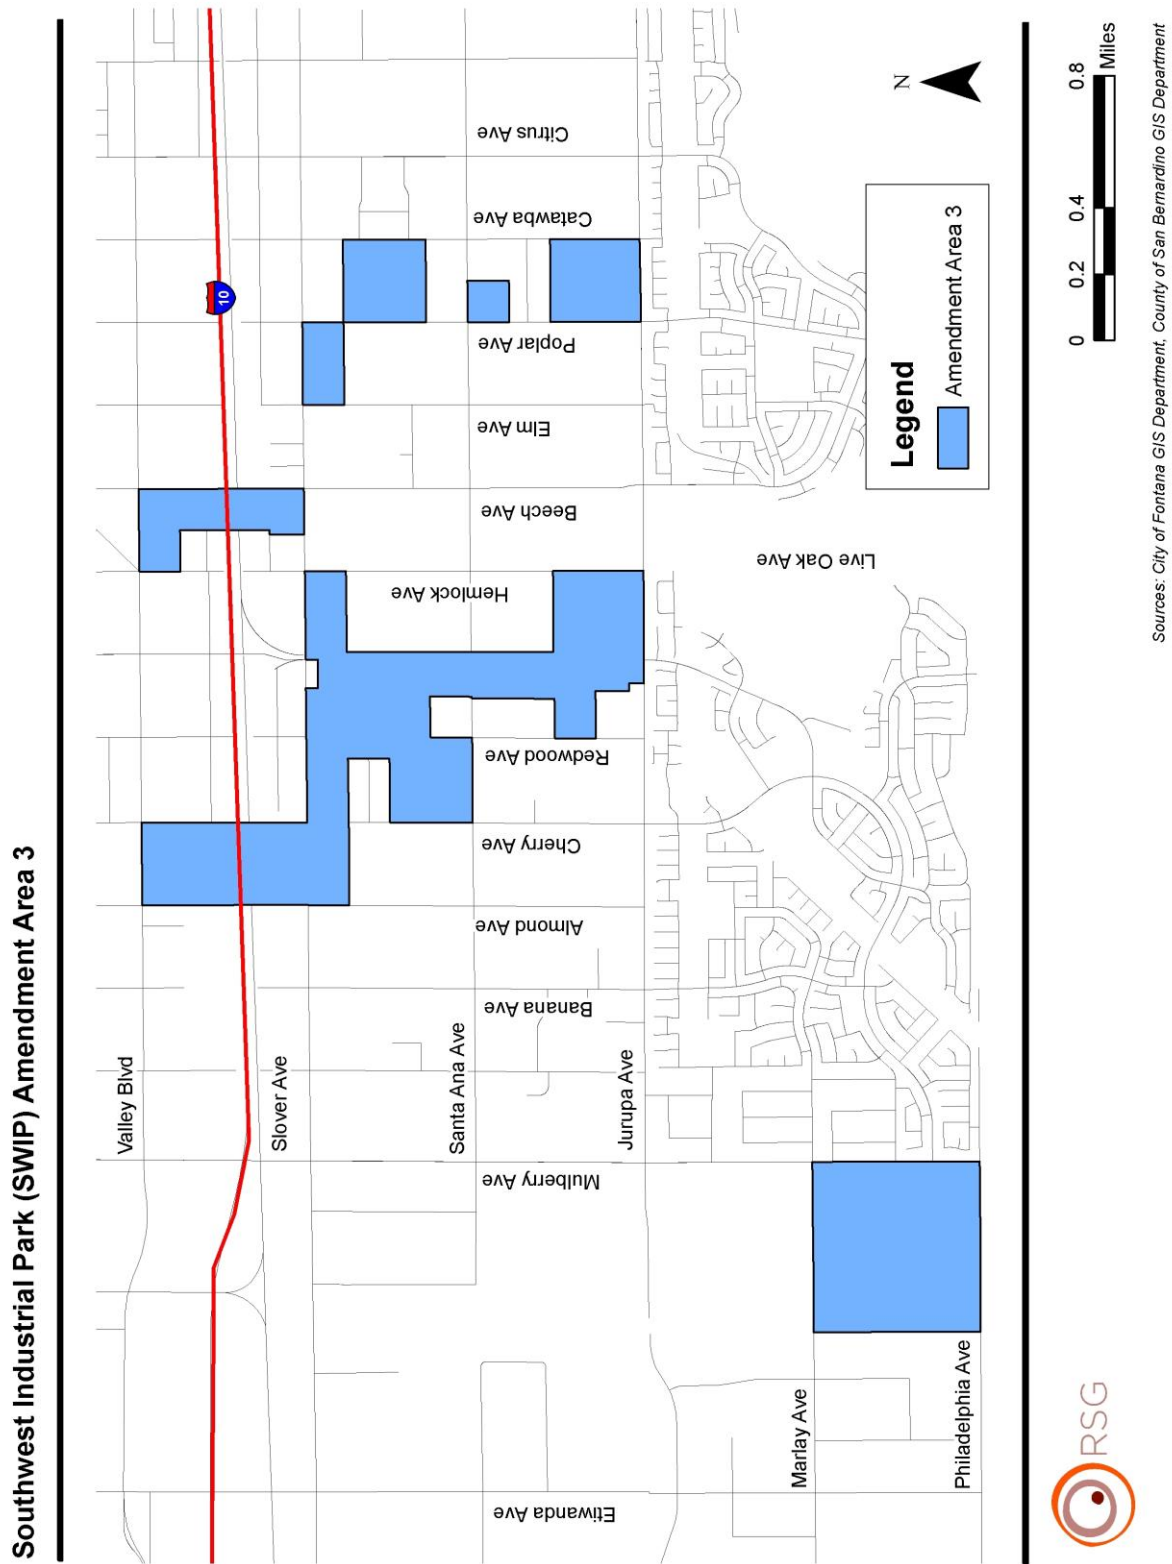 Southwest Industrial Park (SWIP) Amendment Area 3
Valley Blvd
10
Slover Ave
Santa Ana Ave
Jurupa Ave
Marlay Ave
Philadelphia Ave
Etiwanda Ave
Mulberry Ave
Banana Ave
Almond Ave
Cherry Ave
Redwood Ave
Hemlock Ave
Live Oak Ave
Beech Ave
Elm Ave
Poplar Ave
Catawba Ave
Citrus Ave
N
Legend
Amendment Area 3
0 0.2 0.4 0.8
Miles
RSG
Sources: City of Fontana GIS Department, County of San Bernardino GIS Department